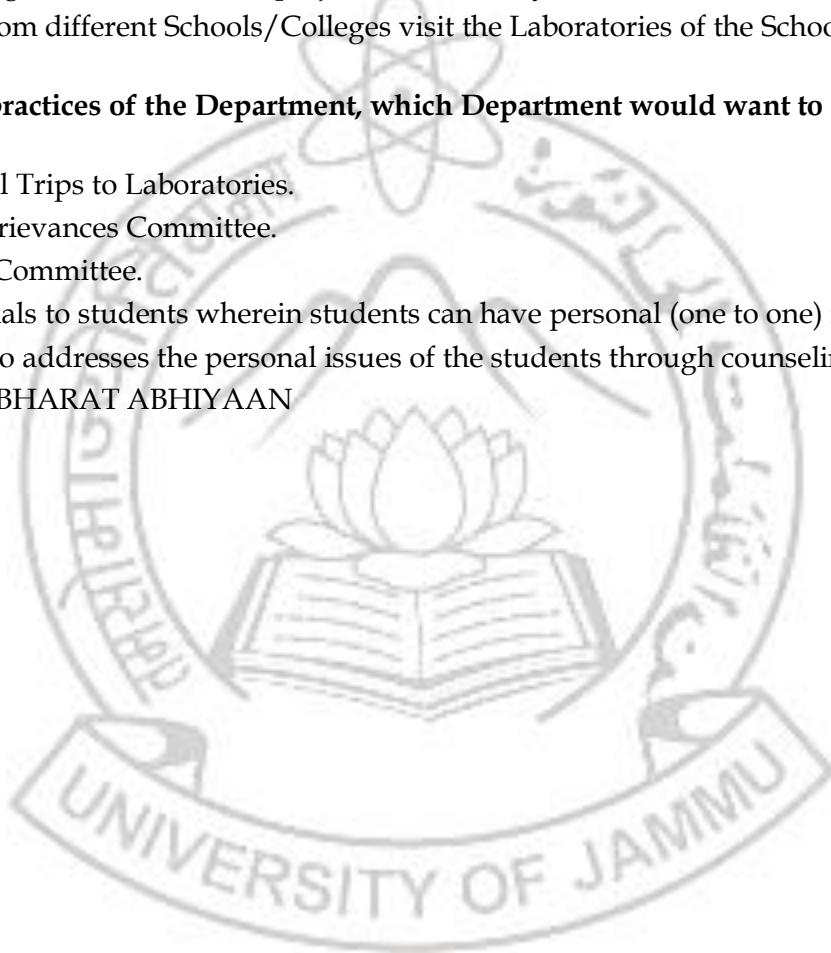 om different Schools/Colleges visit the Laboratories of the Schoo
practices of the Department, which Department would want to
l Trips to Laboratories.
rievances Committee.
Committee.
als to students wherein students can have personal (one to one)
o addresses the personal issues of the students through counselin
BHARAT ABHIYAAN
UNIVERSITY OF JAMMU